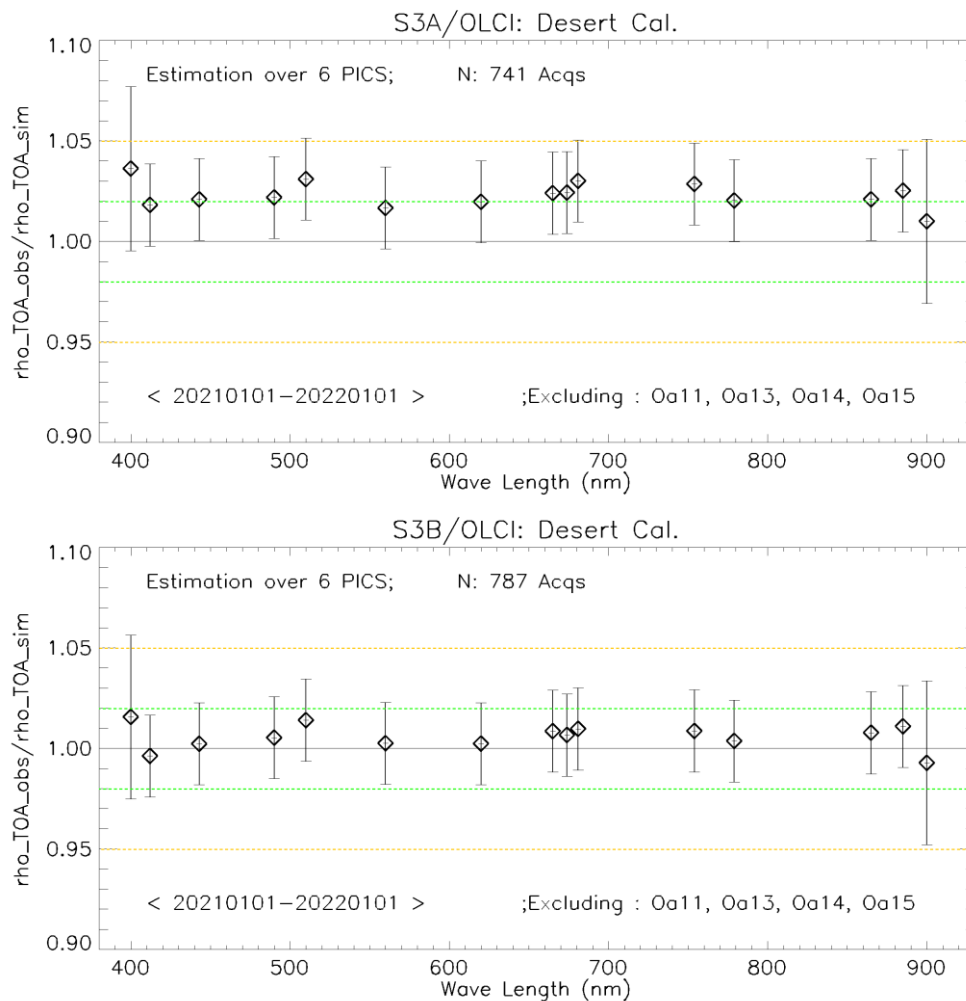 S3A/OLCI: Desert Cal.
1.10
Estimation over 6 PICS; N: 741 Acqs
1.05
1.00
0.95
0.90
rho_TOA_obs/rho_TOA_sim
< 20210101-20220101 > ;Excluding : Oa11, Oa13, Oa14, Oa15
400 500 600 700 800 900
Wave Length (nm)
S3B/OLCI: Desert Cal.
1.10
Estimation over 6 PICS; N: 787 Acqs
1.05
1.00
0.95
0.90
rho_TOA_obs/rho_TOA_sim
< 20210101-20220101 > ;Excluding : Oa11, Oa13, Oa14, Oa15
400 500 600 700 800 900
Wave Length (nm)